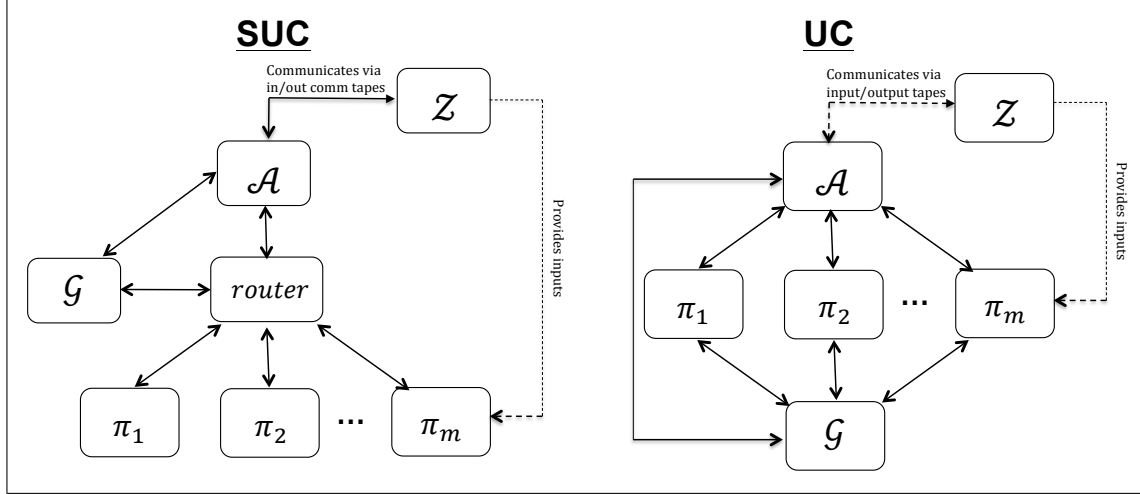 SUC
Communicates via
in/out comm tapes
𝒵
𝒜
Provides inputs
𝒢
router
π₁
π₂
...
πₘ
UC
Communicates via
input/output tapes
𝒵
𝒜
Provides inputs
π₁
π₂
...
πₘ
𝒢